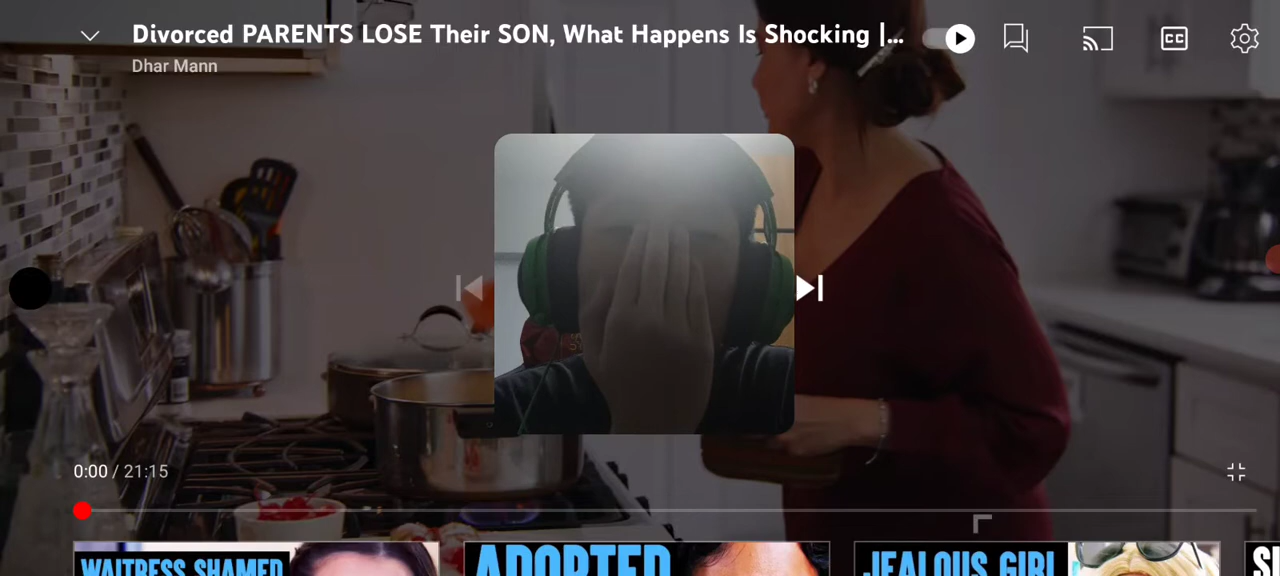 Divorced PARENTS LOSE Their SON, What Happens Is Shocking |...
Dhar Mann
CC
0:00 / 21:15
WAITRESS SHAMED
ADOPTED
JEALOUS GIRL